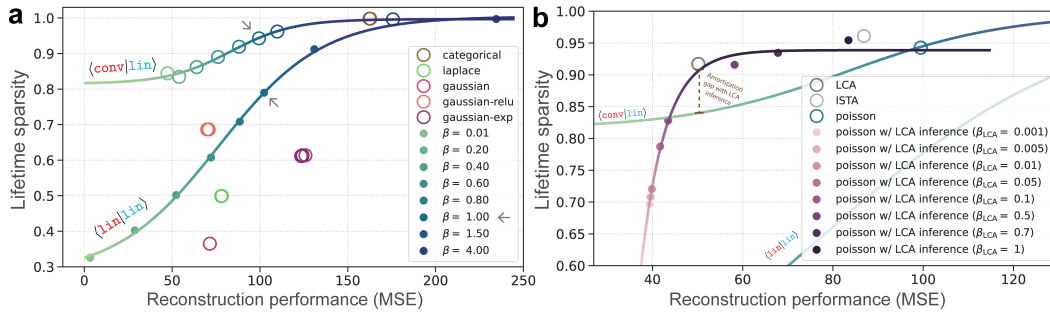 a
Lifetime sparsity
1.0
0.9
0.8
0.7
0.6
0.5
0.4
0.3
⟨conv|lin⟩
⟨lin|lin⟩
categorical
laplace
gaussian
gaussian-relu
gaussian-exp
β = 0.01
β = 0.20
β = 0.40
β = 0.60
β = 0.80
β = 1.00
β = 1.50
β = 4.00
0 50 100 150 200 250
Reconstruction performance (MSE)
b
Lifetime sparsity
1.00
0.95
0.90
0.85
0.80
0.75
0.70
0.65
0.60
Amortization
gap with LCA
inference
⟨conv|lin⟩
⟨lin|lin⟩
LCA
ISTA
poisson
poisson w/ LCA inference (βLCA = 0.001)
poisson w/ LCA inference (βLCA = 0.005)
poisson w/ LCA inference (βLCA = 0.01)
poisson w/ LCA inference (βLCA = 0.05)
poisson w/ LCA inference (βLCA = 0.1)
poisson w/ LCA inference (βLCA = 0.5)
poisson w/ LCA inference (βLCA = 0.7)
poisson w/ LCA inference (βLCA = 1)
40 60 80 100 120
Reconstruction performance (MSE)